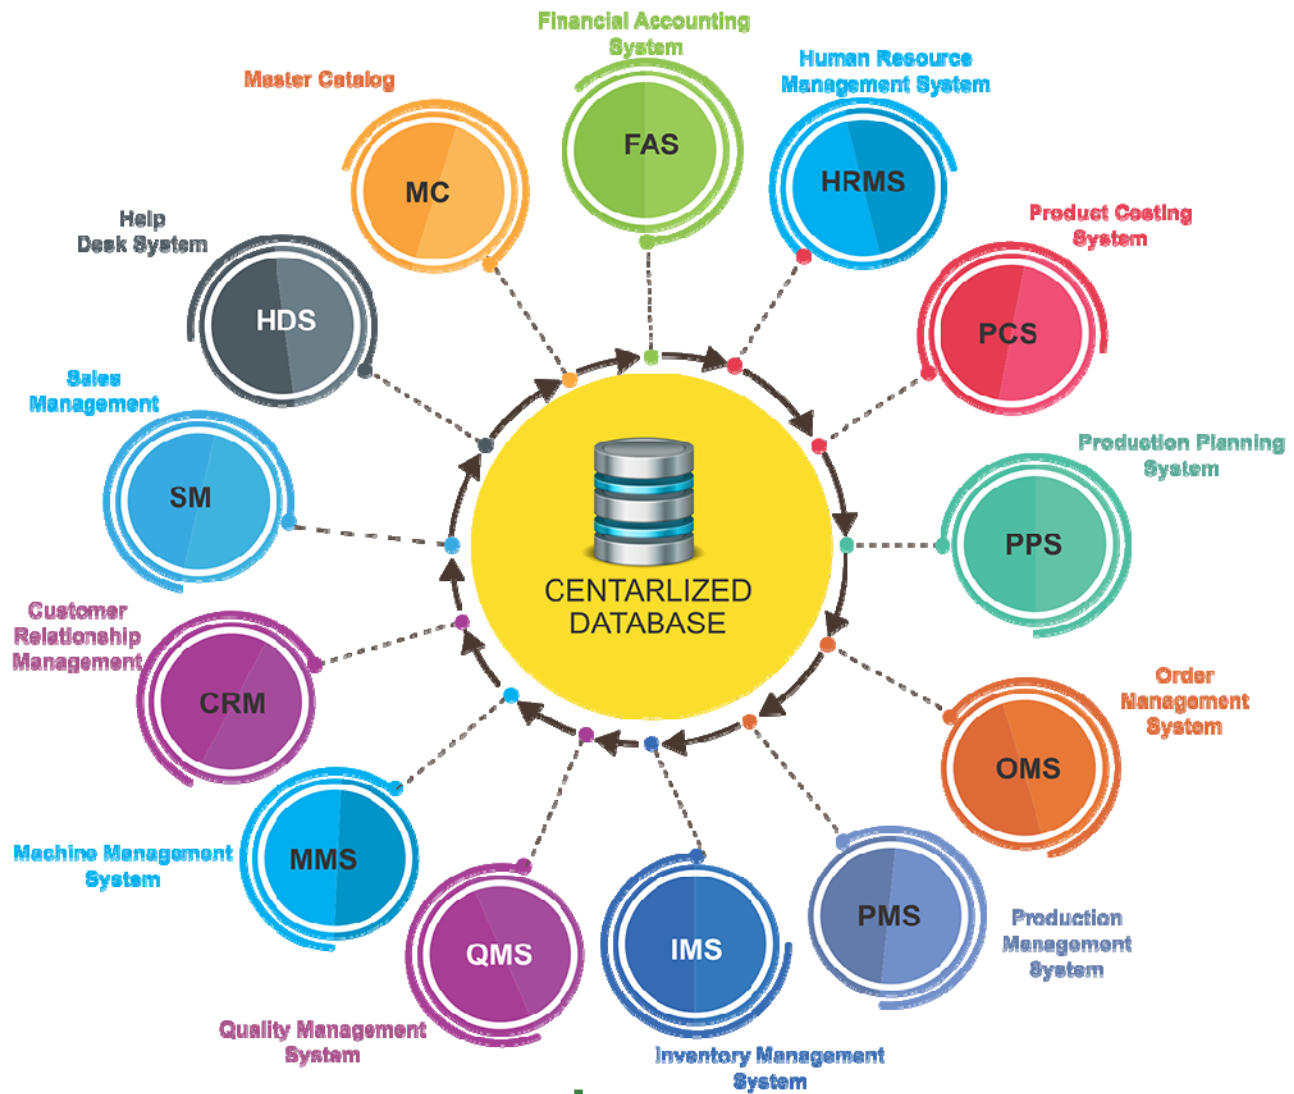 Financial Accounting
System
FAS
Human Resource
Management System
HRMS
Product Costing
System
PCS
Production Planning
System
PPS
Order
Management
System
OMS
Production
Management
System
PMS
Inventory Management
System
IMS
Quality Management
System
QMS
Machine Management
System
MMS
Customer
Relationship
Management
CRM
Sales
Management
SM
Help
Desk System
HDS
Master Catalog
MC
CENTARLIZED
DATABASE